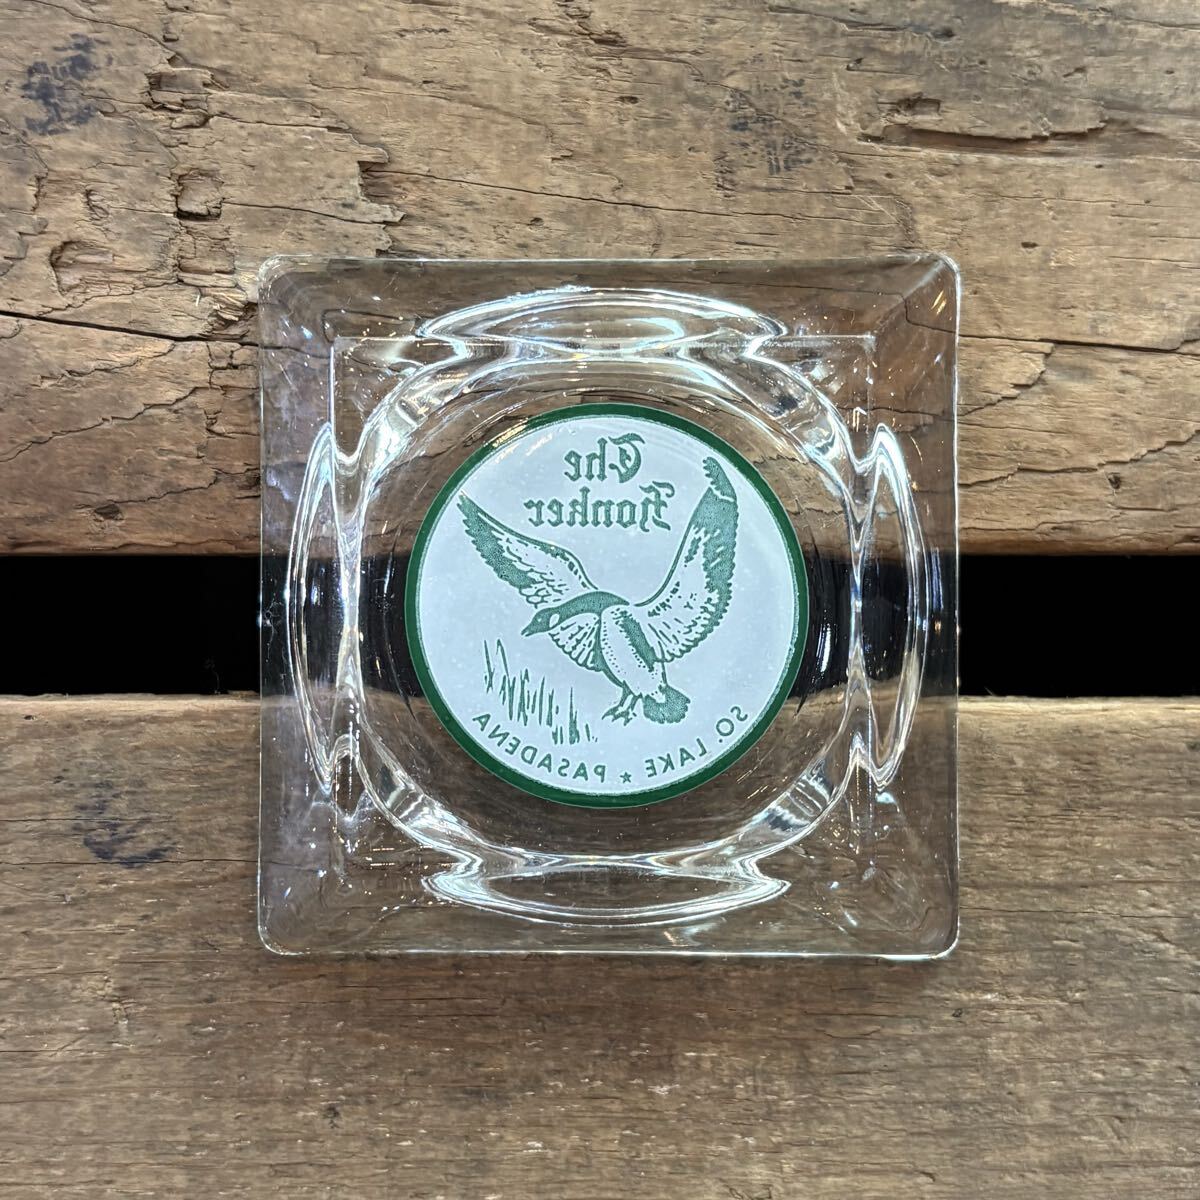 The
Honker
SO. LAKE ★ PASADENA